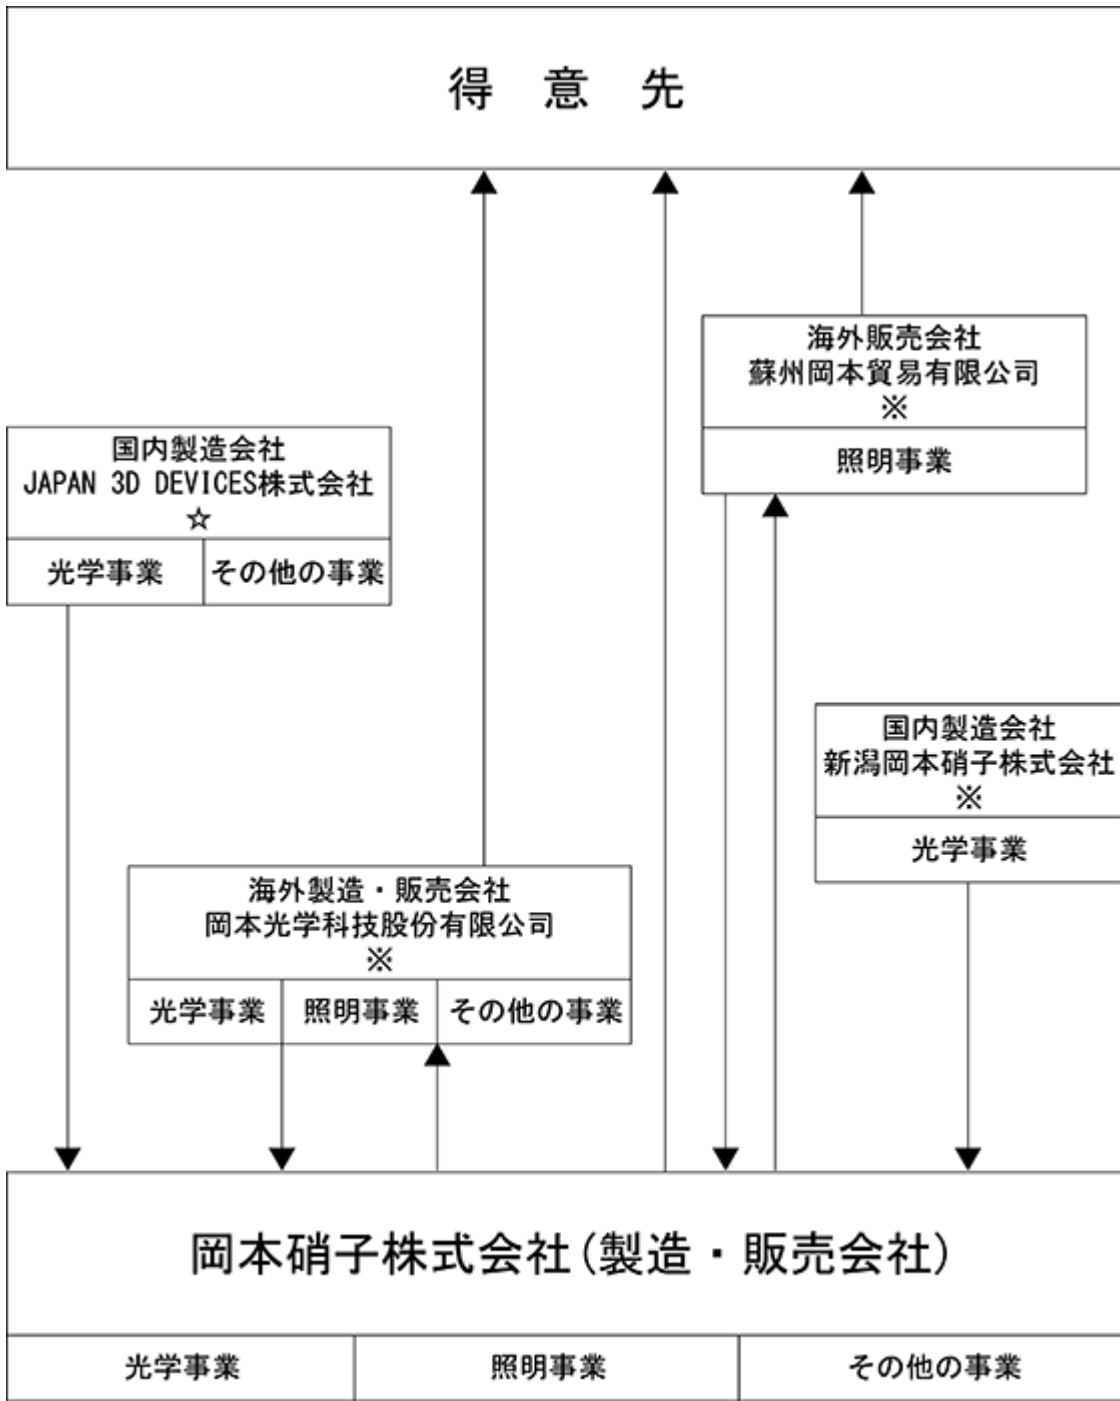 得　意　先
海外販売会社
蘇州岡本貿易有限公司
※
照明事業
国内製造会社
JAPAN 3D DEVICES株式会社
☆
光学事業
その他の事業
国内製造会社
新潟岡本硝子株式会社
※
光学事業
海外製造・販売会社
岡本光学科技股份有限公司
※
光学事業
照明事業
その他の事業
岡本硝子株式会社(製造・販売会社)
光学事業
照明事業
その他の事業